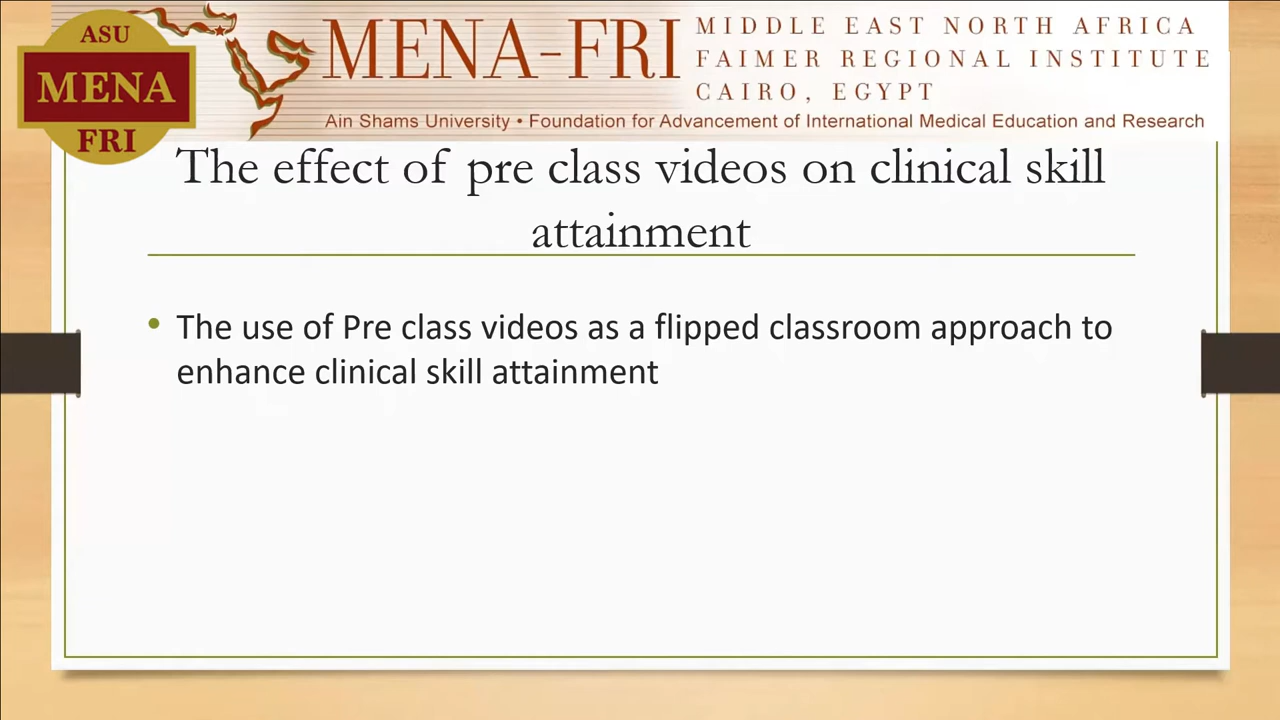 ASU
MENA
FRI
MENA-FRI
MIDDLE EAST NORTH AFRICA
FAIMER REGIONAL INSTITUTE
CAIRO, EGYPT
Ain Shams University • Foundation for Advancement of International Medical Education and Research
The effect of pre class videos on clinical skill
attainment
• The use of Pre class videos as a flipped classroom approach to
enhance clinical skill attainment